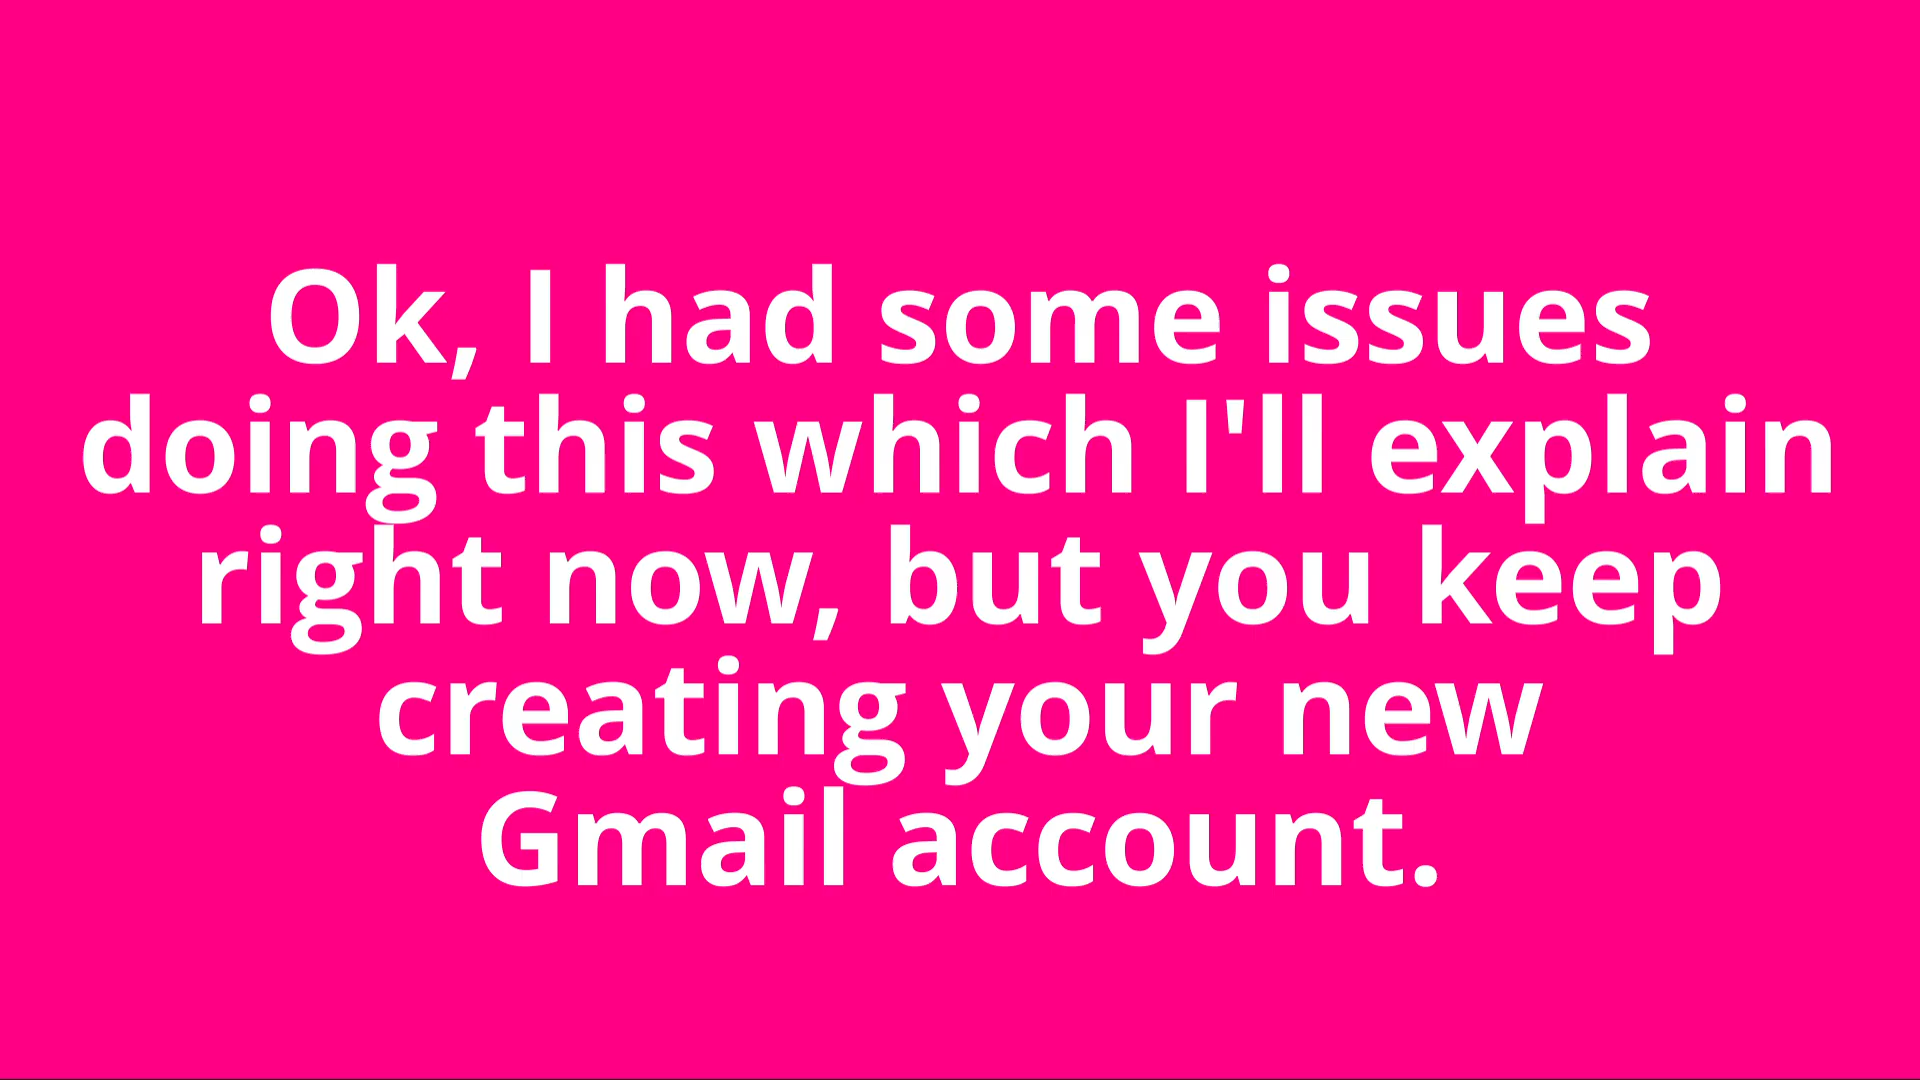 Ok, I had some issues
doing this which I'll explain
right now, but you keep
creating your new
Gmail account.